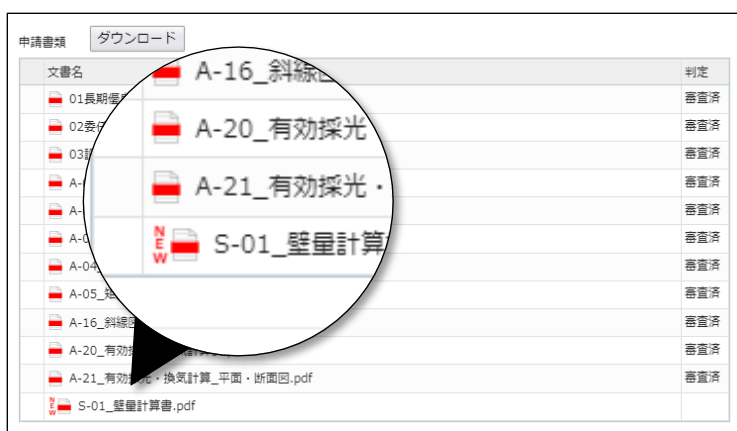 申請書類 ダウンロード
文書名 判定
01長期優 審査済
02委任 審査済
03 審査済
A- 審査済
A- 審査済
A-0 審査済
A-04 審査済
A-05_ 審査済
A-16_斜線図 審査済
A-20_有効 審査済
A-21_有効 光・換気計算_平面・断面図.pdf 審査済
NEW S-01_壁量計算書.pdf
A-16_斜線
A-20_有効採光
A-21_有効採光・
NEW S-01_壁量計算